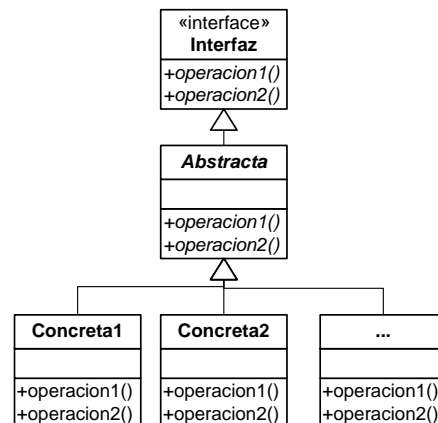 «interface»
Interfaz
+operacion1()
+operacion2()
Abstracta
+operacion1()
+operacion2()
Concreta1
+operacion1()
+operacion2()
Concreta2
+operacion1()
+operacion2()
...
+operacion1()
+operacion2()